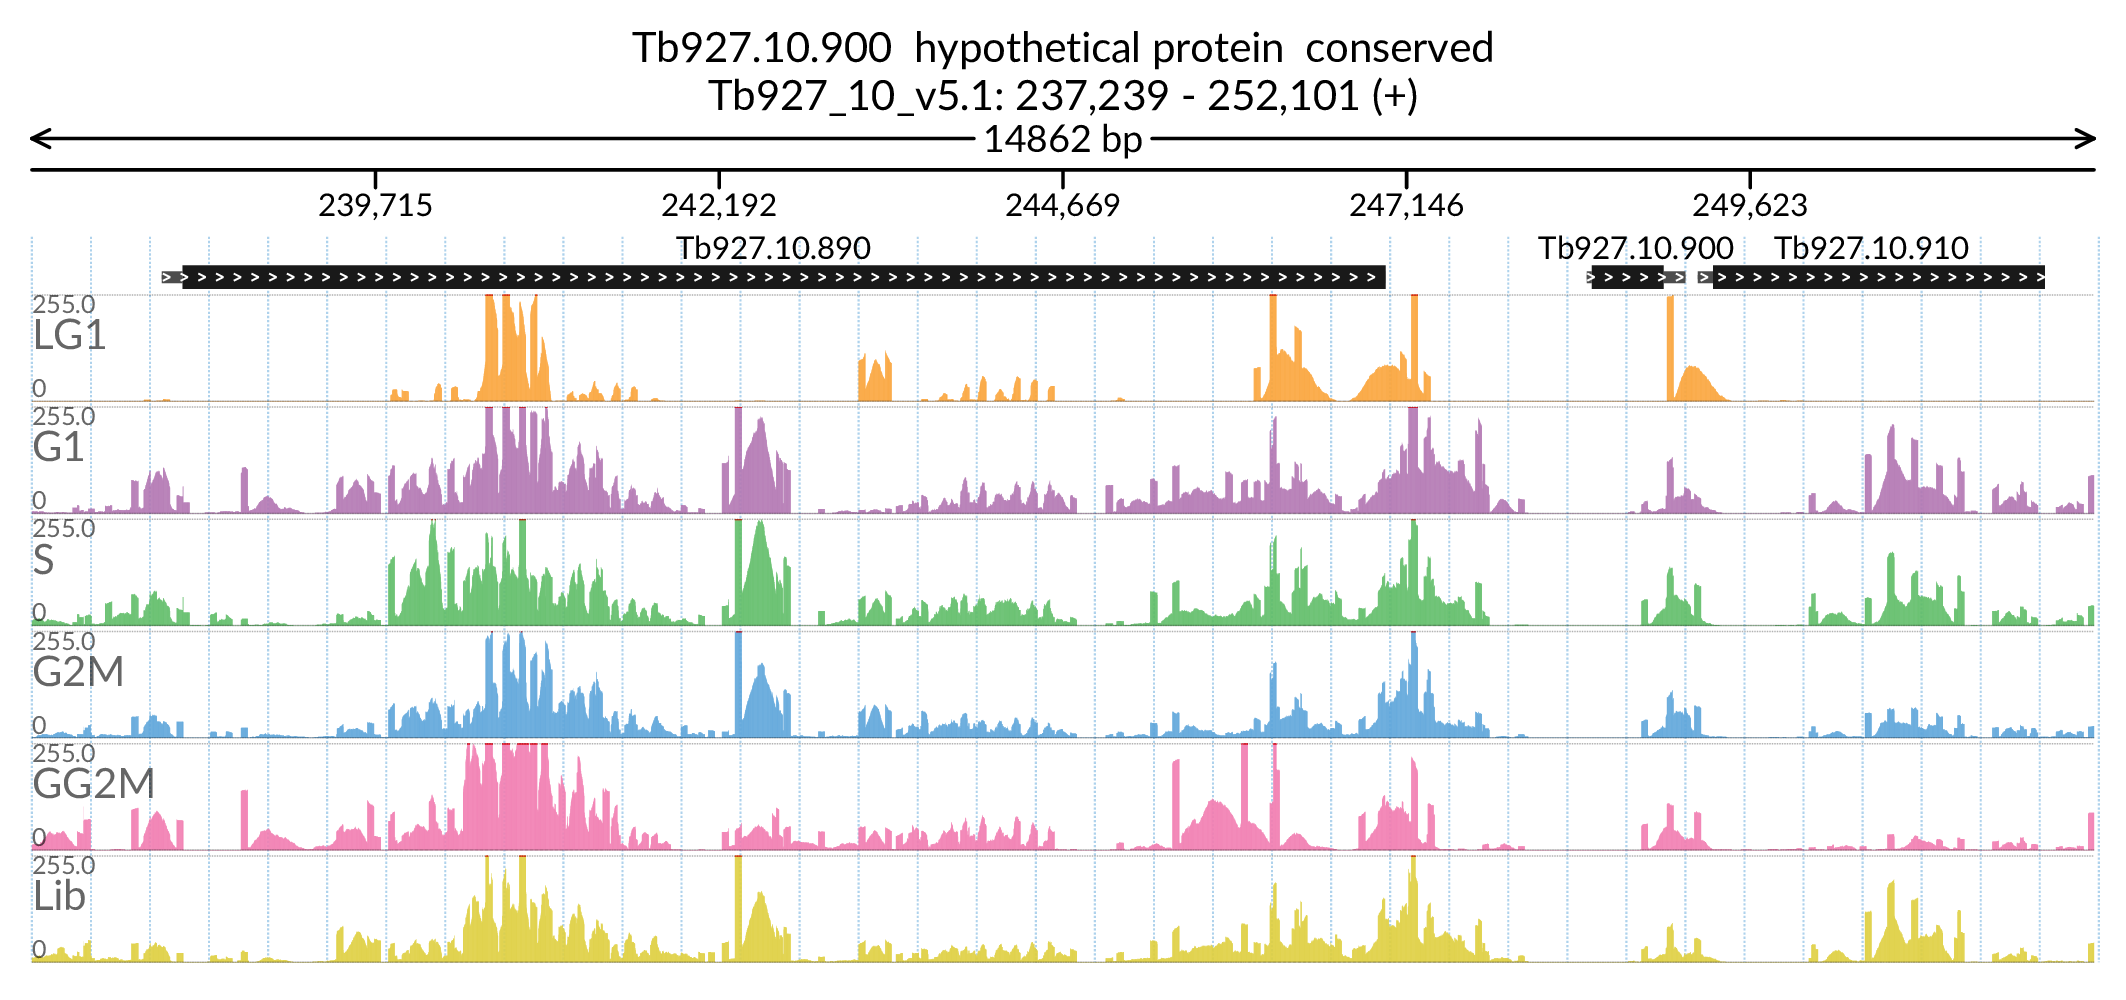 Tb927.10.900 hypothetical protein conserved
Tb927_10_v5.1: 237,239 - 252,101 (+)
14862 bp
239,715 242,192 244,669 247,146 249,623
Tb927.10.890 Tb927.10.900 Tb927.10.910
255.0
LG1
0
255.0
G1
0
255.0
S
0
255.0
G2M
0
255.0
GG2M
0
255.0
Lib
0